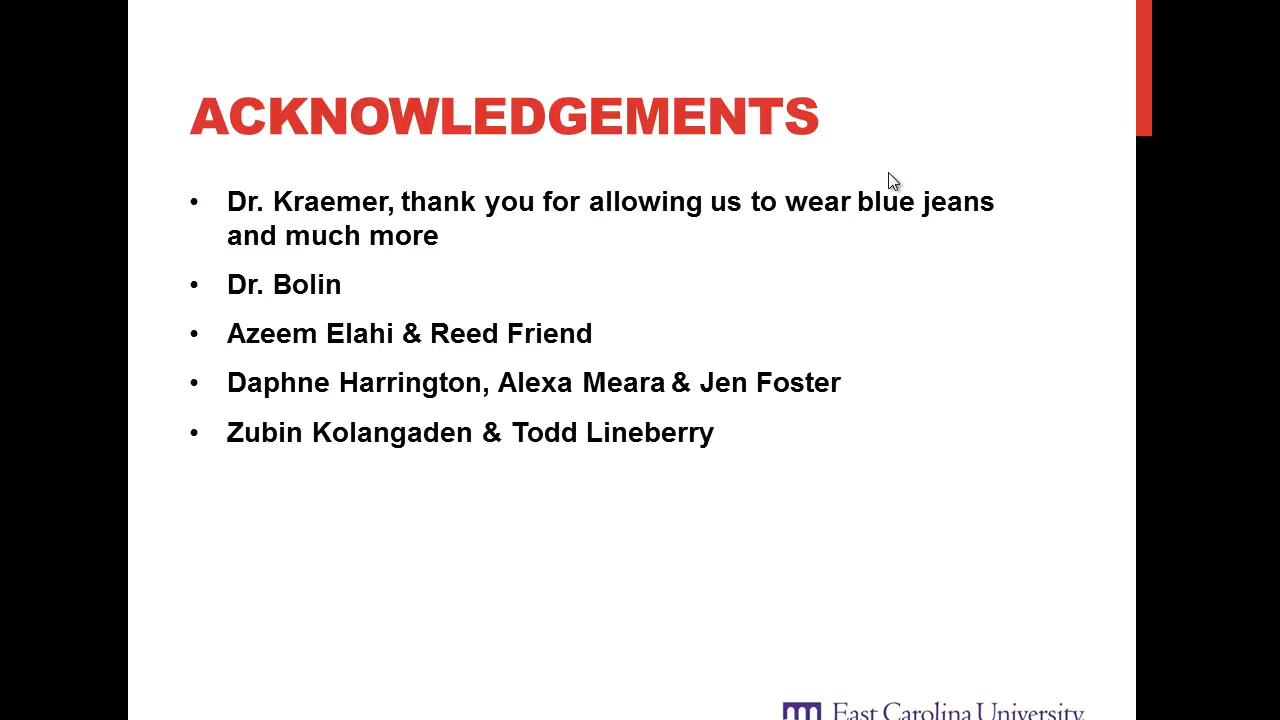 ACKNOWLEDGEMENTS
• Dr. Kraemer, thank you for allowing us to wear blue jeans
and much more
• Dr. Bolin
• Azeem Elahi & Reed Friend
• Daphne Harrington, Alexa Meara & Jen Foster
• Zubin Kolangaden & Todd Lineberry
East Carolina University